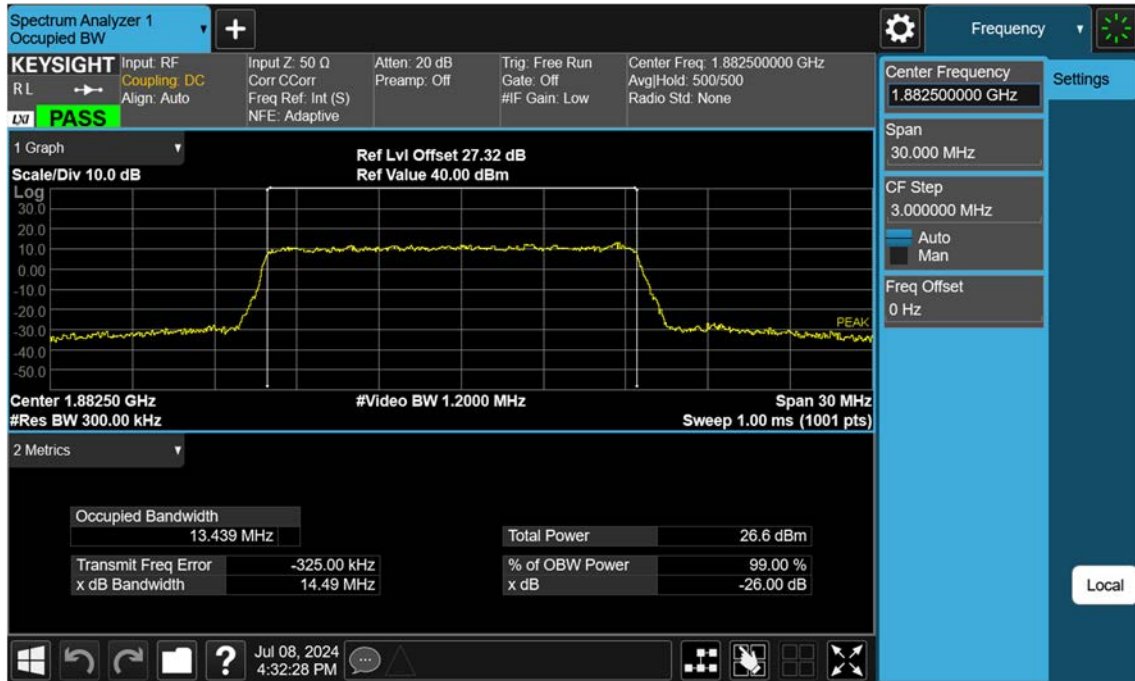 Spectrum Analyzer 1
Occupied BW
+
Frequency
KEYSIGHT
R L
LXI
PASS
Input: RF
Coupling: DC
Align: Auto
Input Z: 50 Ω
Corr CCorr
Freq Ref: Int (S)
NFE: Adaptive
Atten: 20 dB
Preamp: Off
Trig: Free Run
Gate: Off
#IF Gain: Low
Center Freq: 1.882500000 GHz
Avg|Hold: 500/500
Radio Std: None
Center Frequency
1.882500000 GHz
Settings
Span
30.000 MHz
CF Step
3.000000 MHz
Auto
Man
Freq Offset
0 Hz
1 Graph
Scale/Div 10.0 dB
Ref Lvl Offset 27.32 dB
Ref Value 40.00 dBm
Log
30.0
20.0
10.0
0.00
-10.0
-20.0
-30.0
-40.0
-50.0
PEAK
Center 1.88250 GHz
#Video BW 1.2000 MHz
Span 30 MHz
#Res BW 300.00 kHz
Sweep 1.00 ms (1001 pts)
2 Metrics
Occupied Bandwidth
13.439 MHz
Total Power 26.6 dBm
Transmit Freq Error -325.00 kHz
% of OBW Power 99.00 %
x dB Bandwidth 14.49 MHz
x dB -26.00 dB
Local
?
Jul 08, 2024
4:32:28 PM